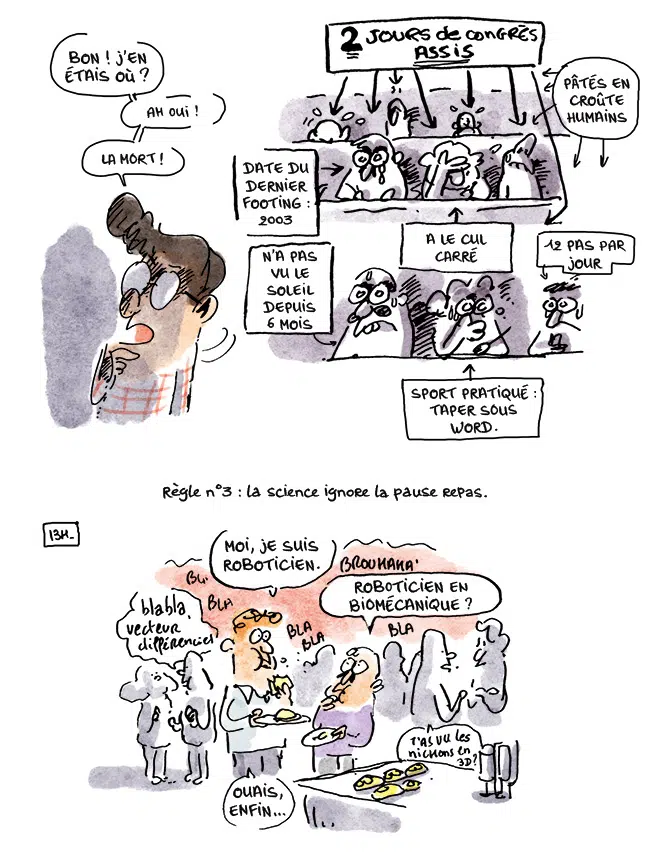 BON ! J'EN
ÉTAIS OÙ ?
AH OUI !
LA MORT !
2 JOURS de CONGRÈS
ASSIS
PÂTÉS EN
CROÛTE
HUMAINS
DATE DU
DERNIER
FOOTING :
2003
A LE CUL
CARRÉ
12 PAS PAR
JOUR
N'A PAS
VU LE
SOLEIL
DEPUIS
6 MOIS
SPORT PRATIQUÉ :
TAPER SOUS
WORD.
Règle n°3 : la science ignore la pause repas.
13H_
MOI, JE SUIS
ROBOTICIEN.
BROUHAHA
BL
BLA
ROBOTICIEN EN
BIOMÉCANIQUE ?
blabla,
vecteur
différenciel
BLA
BLA
BLA
T'AS VU les
nichons en
3D?
OUAIS,
ENFIN...